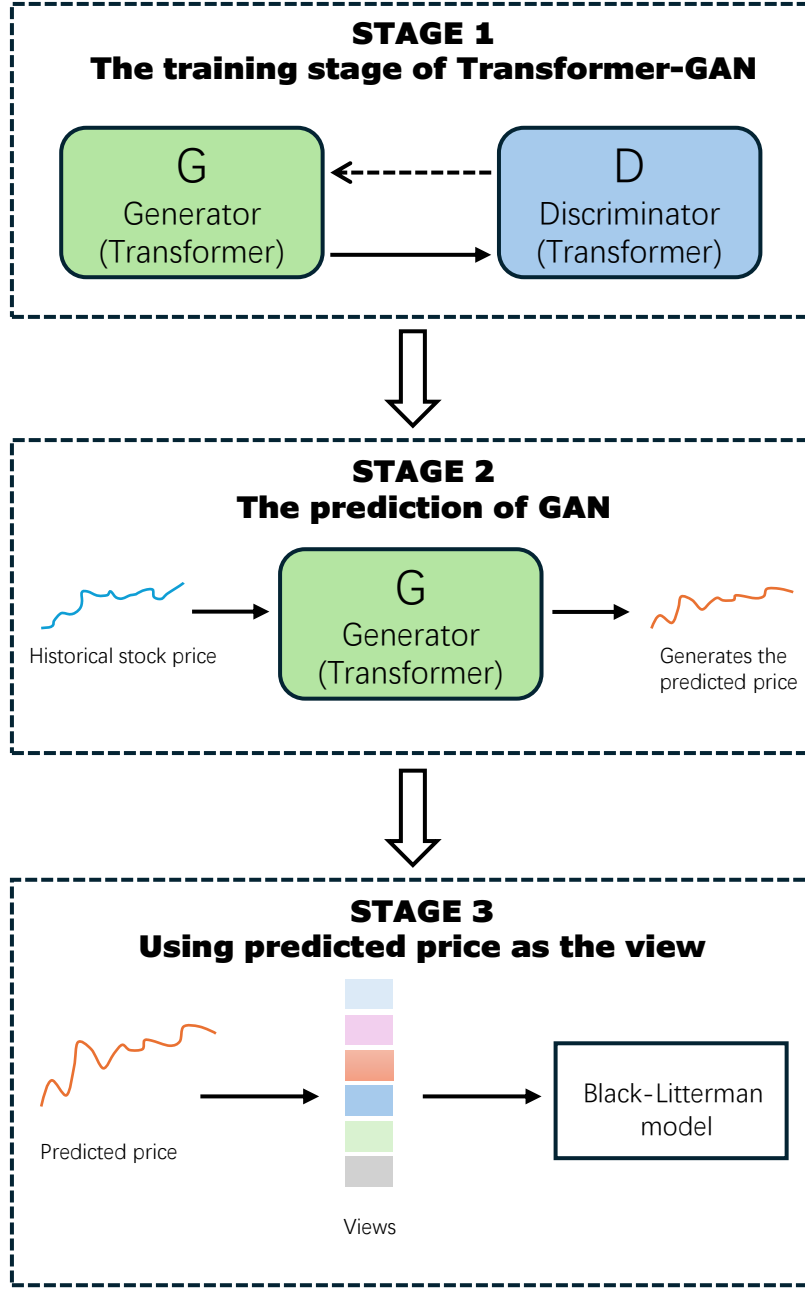 STAGE 1
The training stage of Transformer-GAN
G
Generator
(Transformer)
D
Discriminator
(Transformer)
STAGE 2
The prediction of GAN
Historical stock price
G
Generator
(Transformer)
Generates the
predicted price
STAGE 3
Using predicted price as the view
Predicted price
Views
Black-Litterman
model